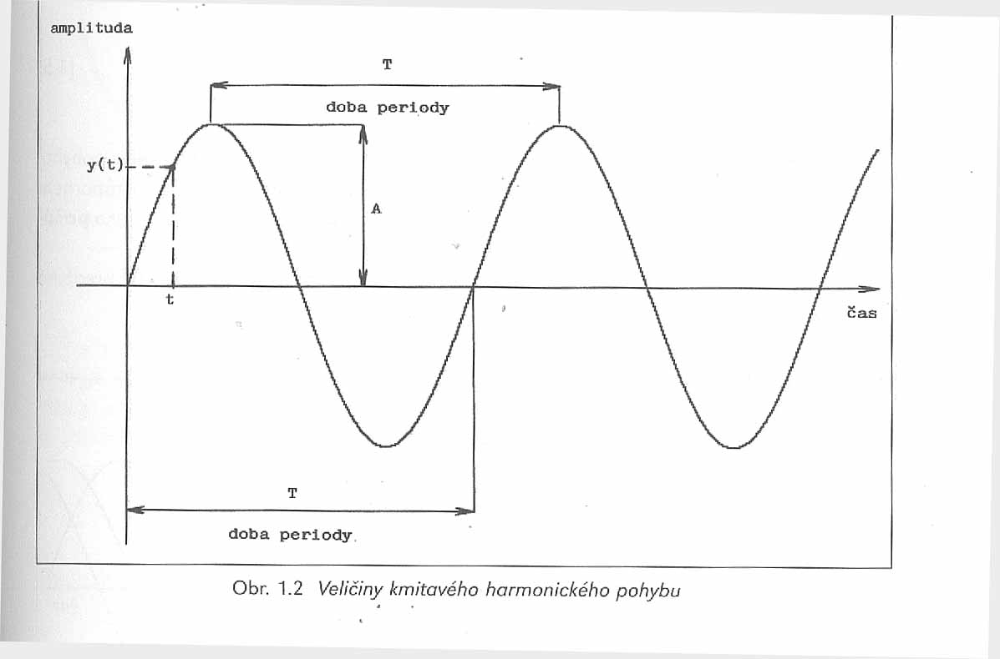 amplituda
T
doba periody
y(t)
A
t
čas
T
doba periody
Obr. 1.2 Veličiny kmitavého harmonického pohybu